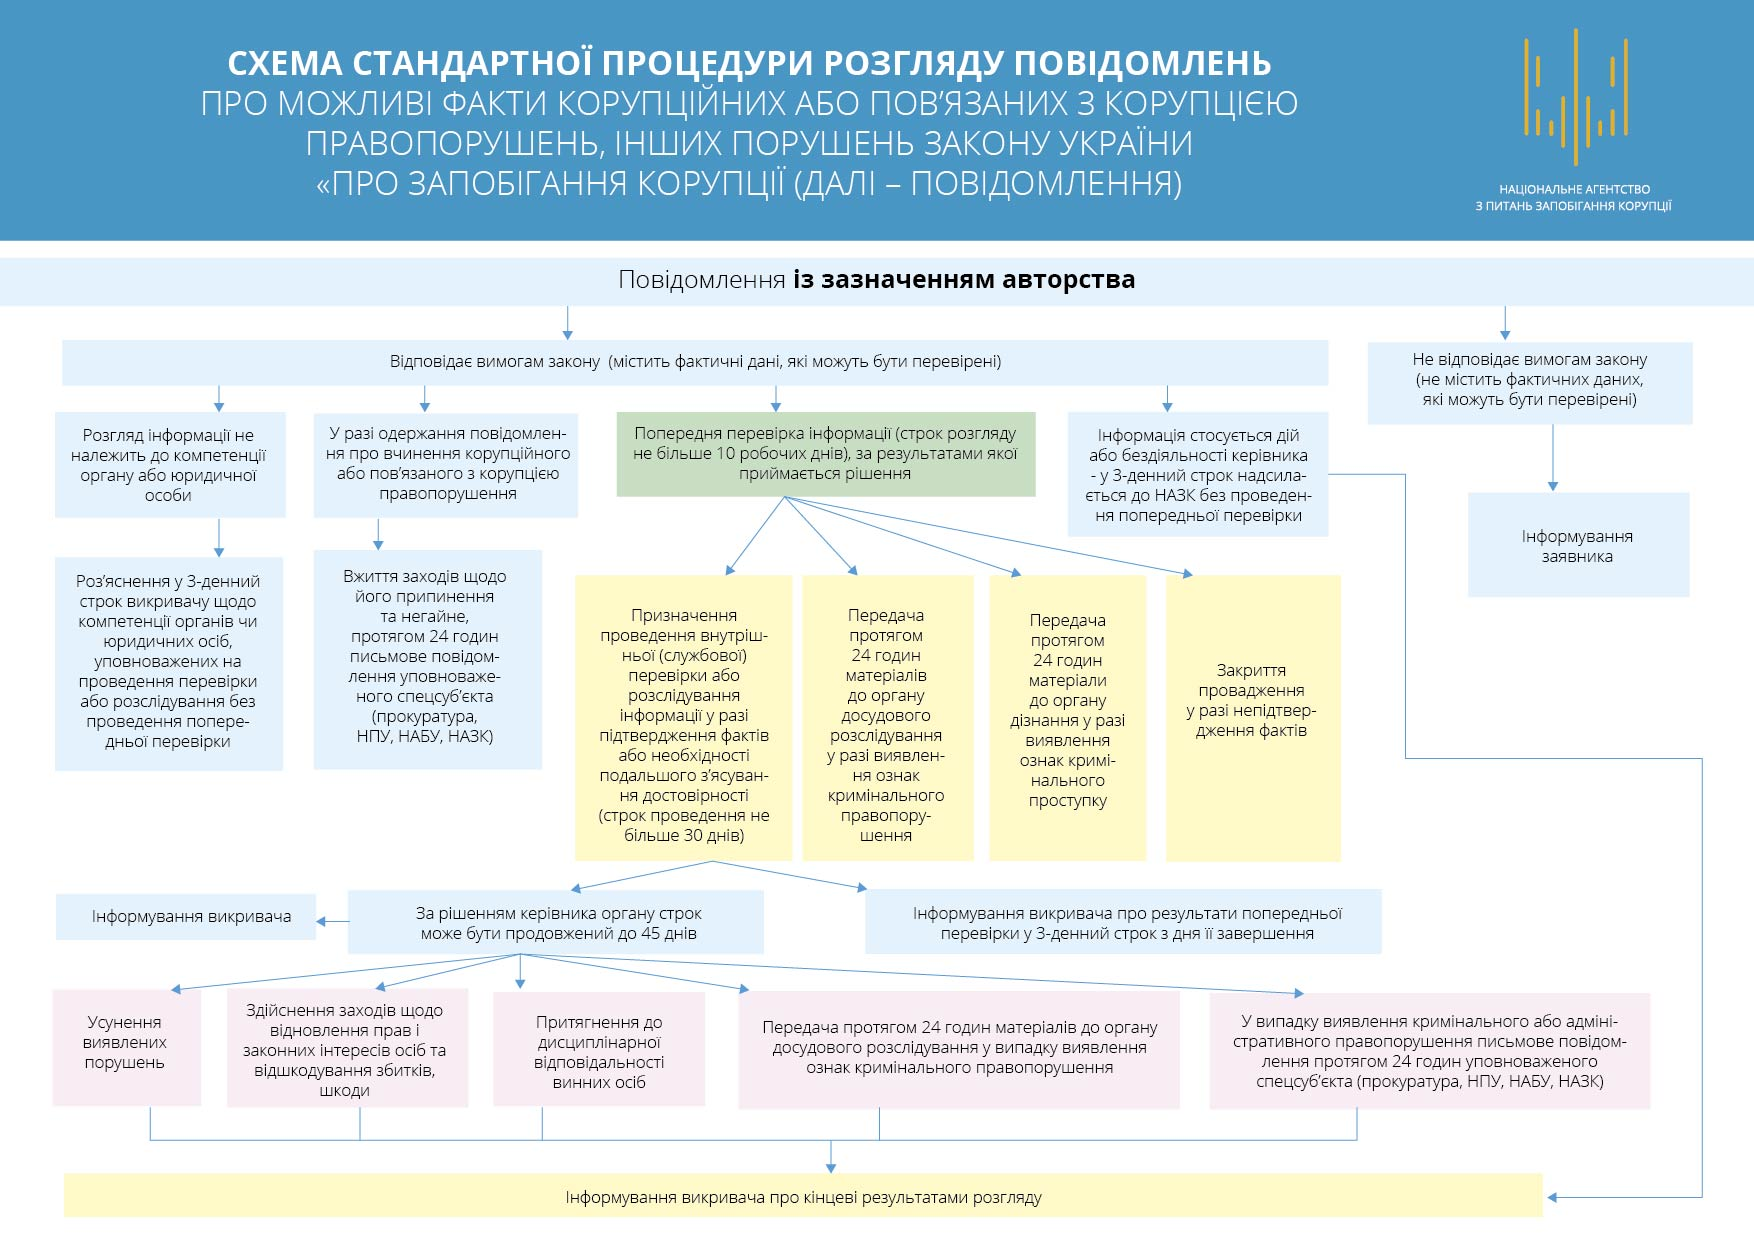 СХЕМА СТАНДАРТНОЇ ПРОЦЕДУРИ РОЗГЛЯДУ ПОВІДОМЛЕНЬ
ПРО МОЖЛИВІ ФАКТИ КОРУПЦІЙНИХ АБО ПОВ’ЯЗАНИХ З КОРУПЦІЄЮ
ПРАВОПОРУШЕНЬ, ІНШИХ ПОРУШЕНЬ ЗАКОНУ УКРАЇНИ
«ПРО ЗАПОБІГАННЯ КОРУПЦІЇ (ДАЛІ – ПОВІДОМЛЕННЯ)
НАЦІОНАЛЬНЕ АГЕНТСТВО
З ПИТАНЬ ЗАПОБІГАННЯ КОРУПЦІЇ
Повідомлення із зазначенням авторства
Відповідає вимогам закону (містить фактичні дані, які можуть бути перевірені)
Не відповідає вимогам закону
(не містить фактичних даних,
які можуть бути перевірені)
Розгляд інформації не
належить до компетенції
органу або юридичної
особи
У разі одержання повідомлен-
ня про вчинення корупційного
або пов’язаного з корупцією
правопорушення
Попередня перевірка інформації (строк розгляду
не більше 10 робочих днів), за результатами якої
приймається рішення
Інформація стосується дій
або бездіяльності керівника
- у 3-денний строк надсила-
ється до НАЗК без проведен-
ня попередньої перевірки
Інформування
заявника
Роз’яснення у 3-денний
строк викривачу щодо
компетенції органів чи
юридичних осіб,
уповноважених на
проведення перевірки
або розслідування без
проведення попере-
дньої перевірки
Вжиття заходів щодо
його припинення
та негайне,
протягом 24 годин
письмове повідом-
лення уповноваже-
ного спецсуб’єкта
(прокуратура,
НПУ, НАБУ, НАЗК)
Призначення
проведення внутріш-
ньої (службової)
перевірки або
розслідування
інформації у разі
підтвердження фактів
або необхідності
подальшого з’ясуван-
ня достовірності
(строк проведення не
більше 30 днів)
Передача
протягом
24 годин
матеріалів
до органу
досудового
розслідування
у разі виявлен-
ня ознак
кримінального
правопору-
шення
Передача
протягом
24 годин
матеріали
до органу
дізнання у разі
виявлення
ознак кримі-
нального
проступку
Закриття
провадження
у разі непідтвер-
дження фактів
Інформування викривача
За рішенням керівника органу строк
може бути продовжений до 45 днів
Інформування викривача про результати попередньої
перевірки у 3-денний строк з дня її завершення
Усунення
виявлених
порушень
Здійснення заходів щодо
відновлення прав і
законних інтересів осіб та
відшкодування збитків,
шкоди
Притягнення до
дисциплінарної
відповідальності
винних осіб
Передача протягом 24 годин матеріалів до органу
досудового розслідування у випадку виявлення
ознак кримінального правопорушення
У випадку виявлення кримінального або адміні-
стративного правопорушення письмове повідом-
лення протягом 24 годин уповноваженого
спецсуб’єкта (прокуратура, НПУ, НАБУ, НАЗК)
Інформування викривача про кінцеві результатами розгляду